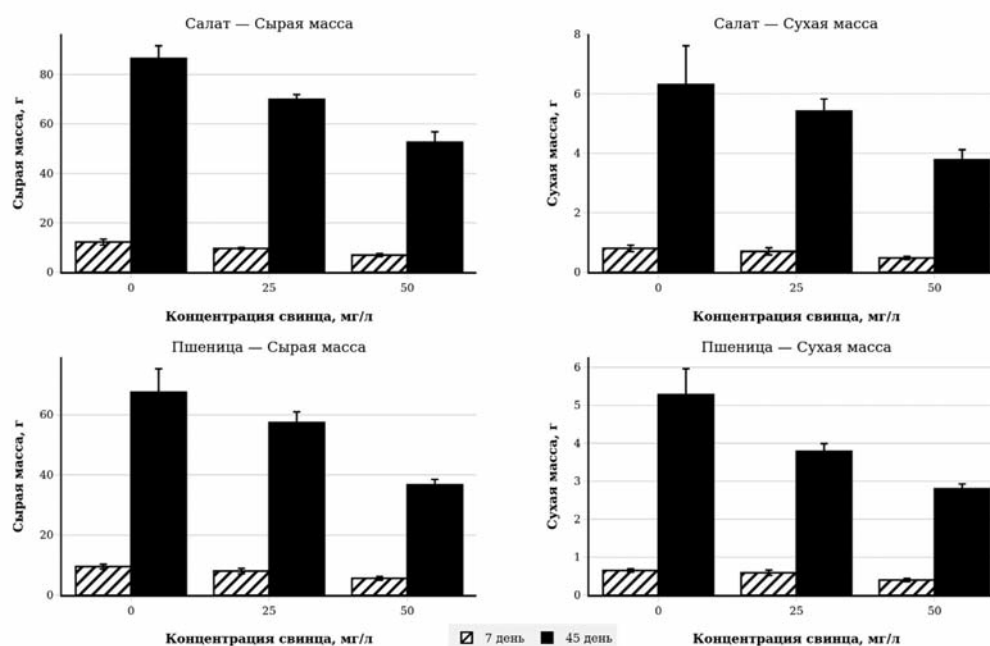 Салат — Сырая масса
Сырая масса, г
80
60
40
20
0
0 25 50
Концентрация свинца, мг/л
Салат — Сухая масса
Сухая масса, г
8
6
4
2
0
0 25 50
Концентрация свинца, мг/л
Пшеница — Сырая масса
Сырая масса, г
60
40
20
0
0 25 50
Концентрация свинца, мг/л
Пшеница — Сухая масса
Сухая масса, г
6
5
4
3
2
1
0
0 25 50
Концентрация свинца, мг/л
7 день 45 день